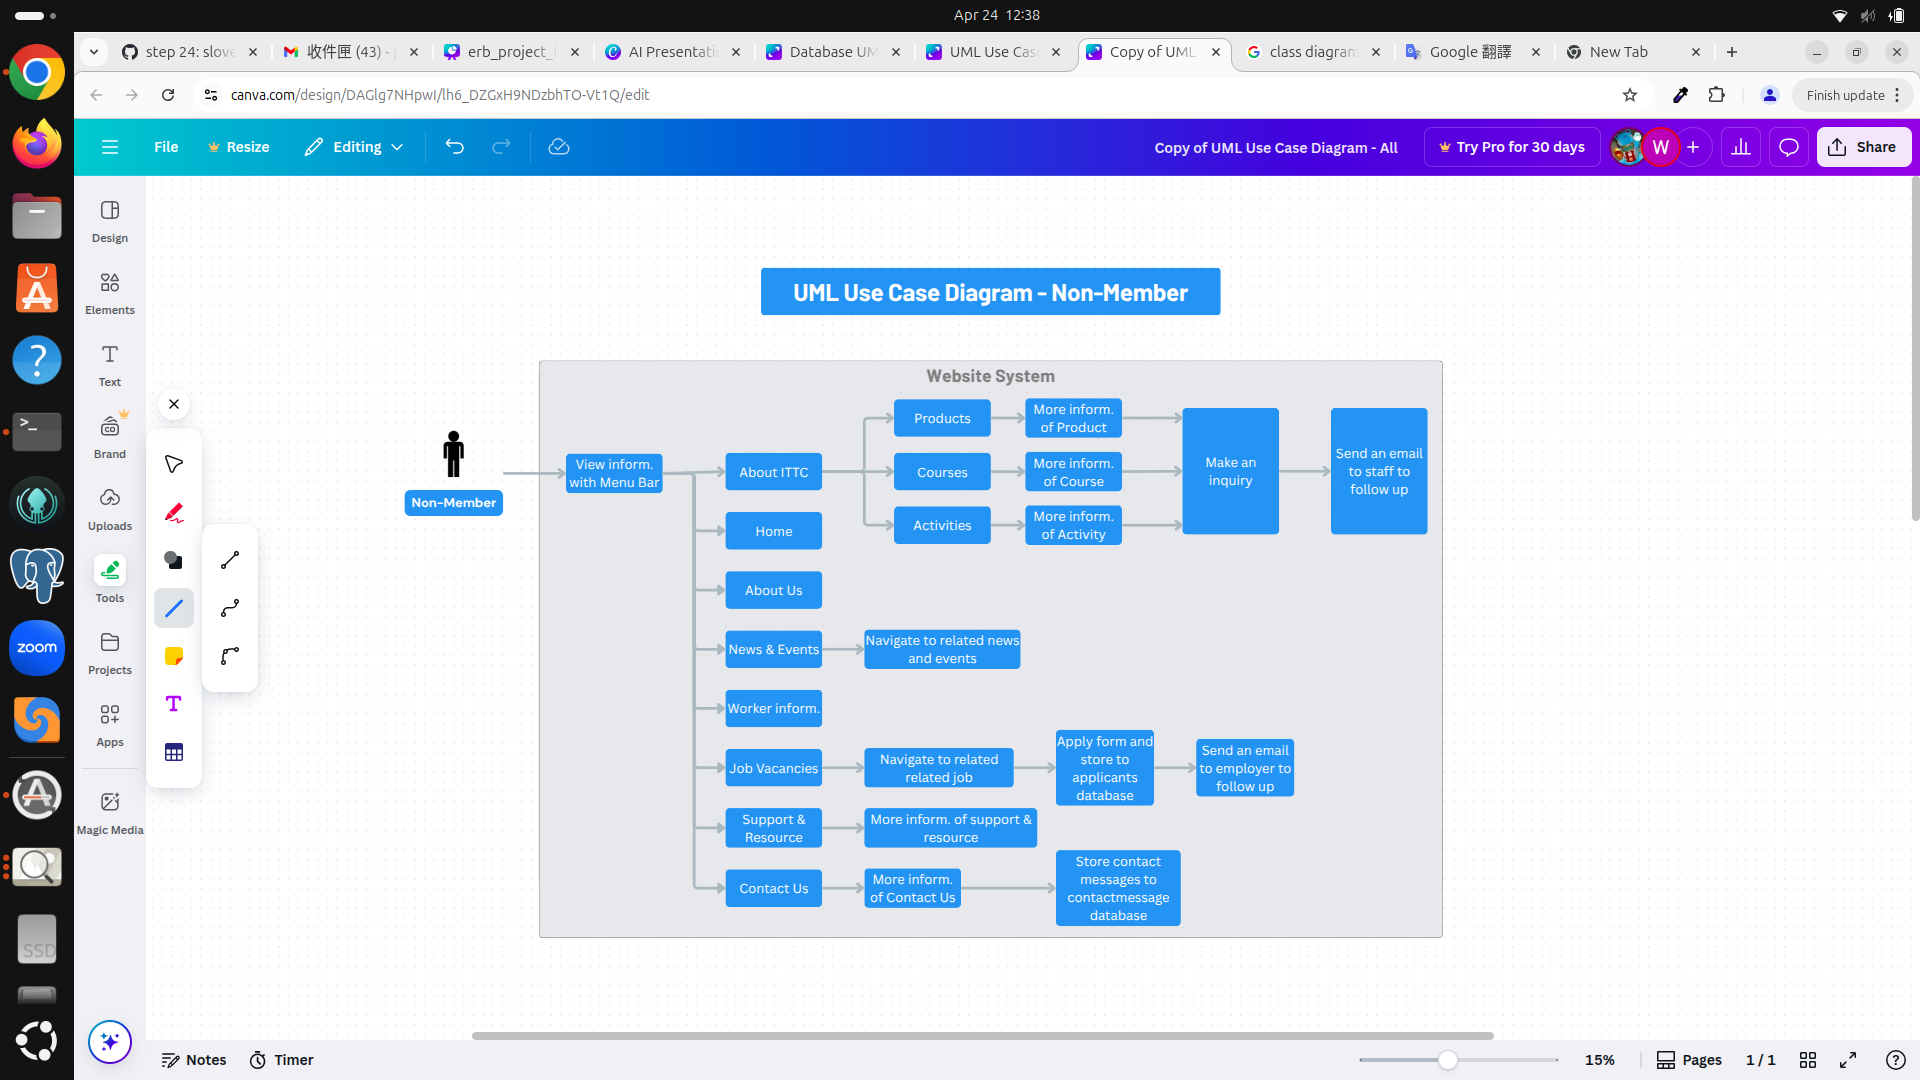 Apr 24 12:38
step 24: slove
收件匣 (43) -
erb_project_
AI Presentati
Database UM
UML Use Cas
Copy of UML
class diagram
Google 翻譯
New Tab
canva.com/design/DAGlg7NHpwI/lh6_DZGxH9NDzbhTO-Vt1Q/edit
Finish update
File
Resize
Editing
Copy of UML Use Case Diagram - All
Try Pro for 30 days
W
Share
Design
Elements
Text
Brand
Uploads
Tools
Projects
Apps
Magic Media
zoom
SSD
UML Use Case Diagram - Non-Member
Website System
Non-Member
View inform.
with Menu Bar
About ITTC
Home
About Us
News & Events
Worker inform.
Job Vacancies
Support &
Resource
Contact Us
Products
Courses
Activities
More inform.
of Product
More inform.
of Course
More inform.
of Activity
Make an
inquiry
Send an email
to staff to
follow up
Navigate to related news
and events
Navigate to related
related job
Apply form and
store to
applicants
database
Send an email
to employer to
follow up
More inform. of support &
resource
More inform.
of Contact Us
Store contact
messages to
contactmessage
database
Notes
Timer
15%
Pages
1 / 1